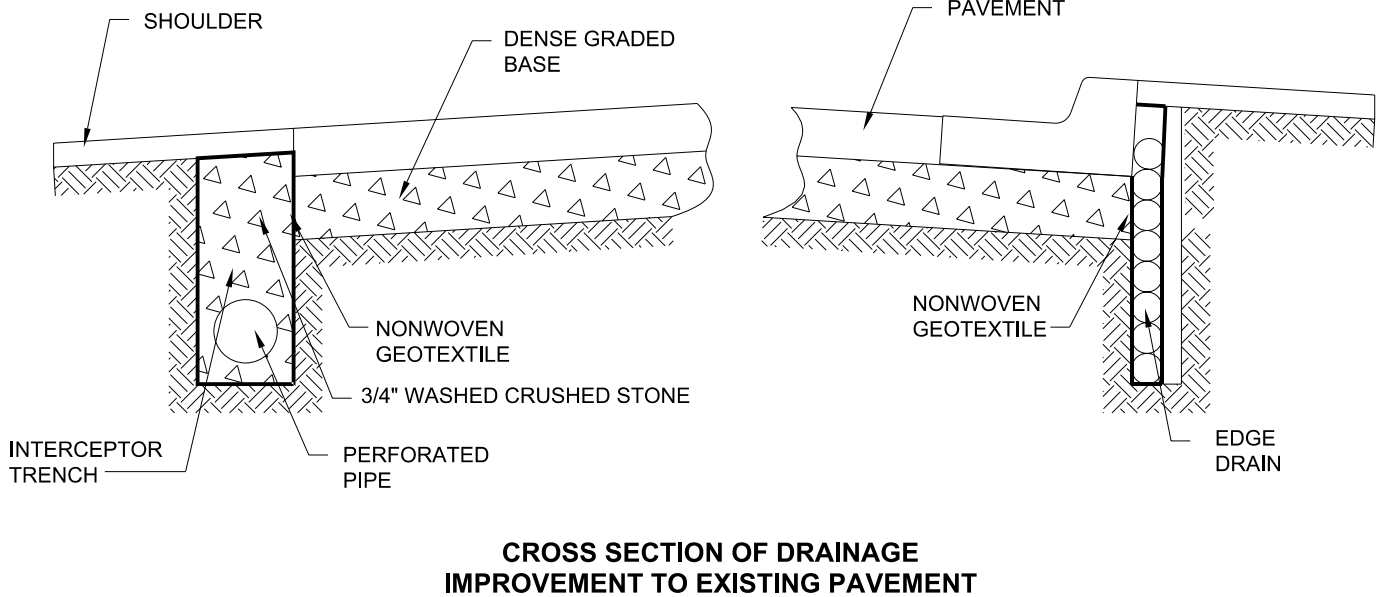 SHOULDER
DENSE GRADED
BASE
PAVEMENT
NONWOVEN
GEOTEXTILE
3/4" WASHED CRUSHED STONE
INTERCEPTOR
TRENCH
PERFORATED
PIPE
NONWOVEN
GEOTEXTILE
EDGE
DRAIN
CROSS SECTION OF DRAINAGE
IMPROVEMENT TO EXISTING PAVEMENT